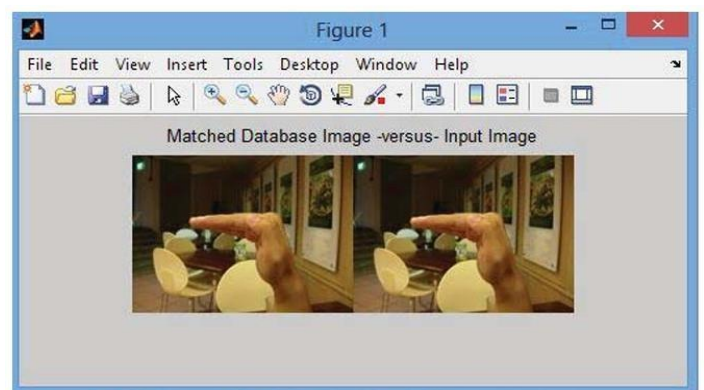 Figure 1
File Edit View Insert Tools Desktop Window Help
Matched Database Image -versus- Input Image